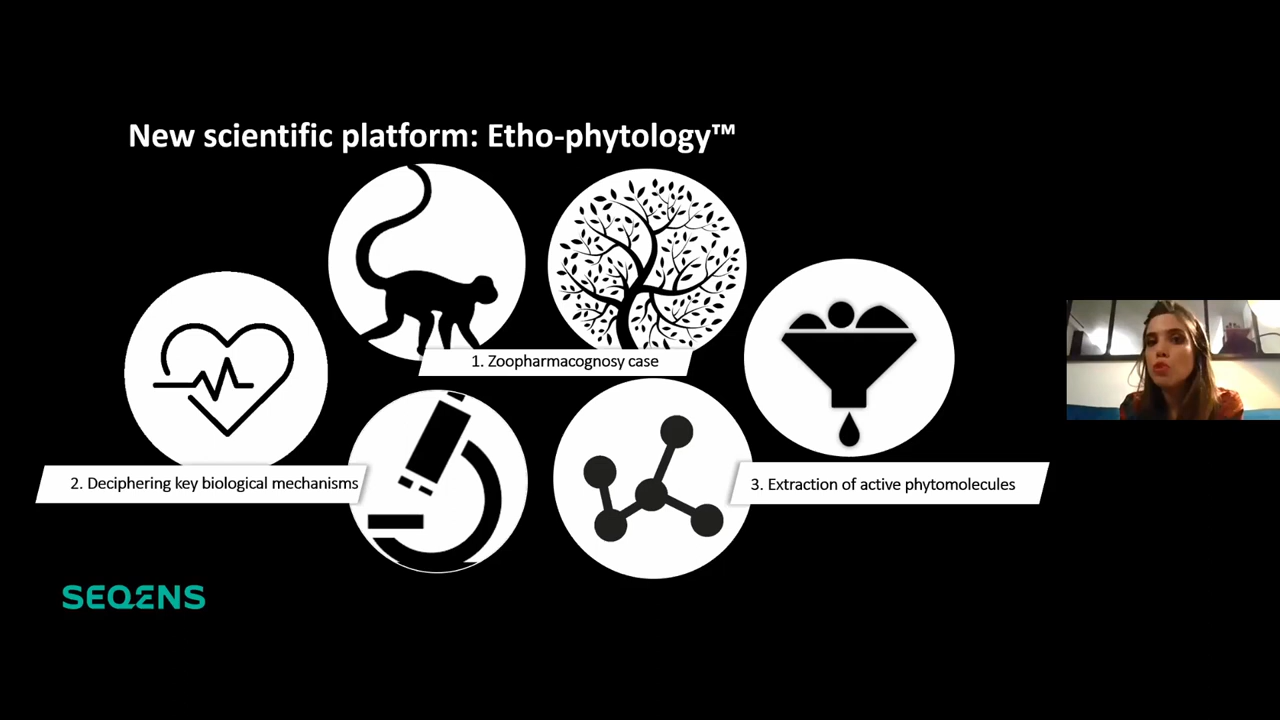 New scientific platform: Etho-phytology™
1. Zoopharmacognosy case
2. Deciphering key biological mechanisms
3. Extraction of active phytomolecules
SEQENS